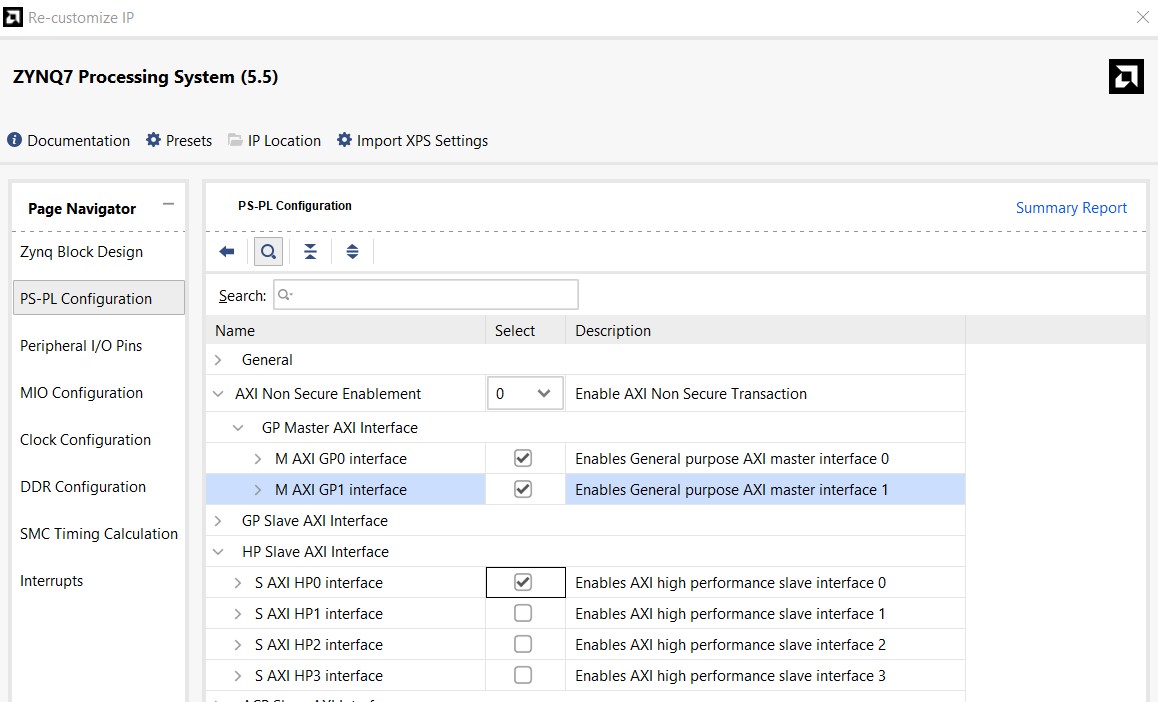 Re-customize IP
ZYNQ7 Processing System (5.5)
Documentation Presets IP Location Import XPS Settings
Page Navigator
Zynq Block Design
PS-PL Configuration
Peripheral I/O Pins
MIO Configuration
Clock Configuration
DDR Configuration
SMC Timing Calculation
Interrupts
PS-PL Configuration Summary Report
Search:
Name Select Description
General
AXI Non Secure Enablement 0 Enable AXI Non Secure Transaction
GP Master AXI Interface
M AXI GP0 interface Enables General purpose AXI master interface 0
M AXI GP1 interface Enables General purpose AXI master interface 1
GP Slave AXI Interface
HP Slave AXI Interface
S AXI HP0 interface Enables AXI high performance slave interface 0
S AXI HP1 interface Enables AXI high performance slave interface 1
S AXI HP2 interface Enables AXI high performance slave interface 2
S AXI HP3 interface Enables AXI high performance slave interface 3